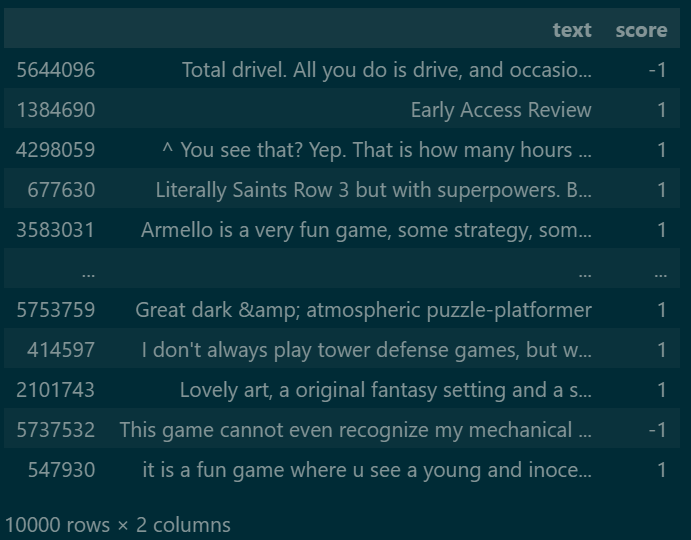 text score
5644096 Total drivel. All you do is drive, and occasio... -1
1384690 Early Access Review 1
4298059 ^ You see that? Yep. That is how many hours ... 1
677630 Literally Saints Row 3 but with superpowers. B... 1
3583031 Armello is a very fun game, some strategy, som... 1
... ... ...
5753759 Great dark &amp; atmospheric puzzle-platformer 1
414597 I don't always play tower defense games, but w... 1
2101743 Lovely art, a original fantasy setting and a s... 1
5737532 This game cannot even recognize my mechanical ... -1
547930 it is a fun game where u see a young and inoce... 1
10000 rows × 2 columns